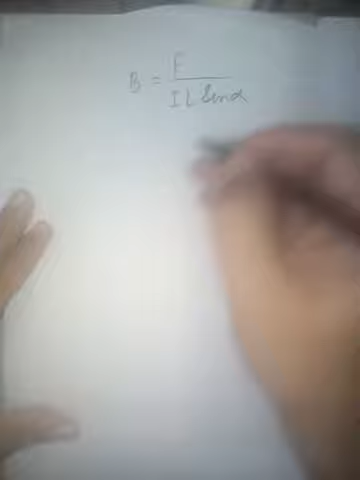 B = F / I L Sinα